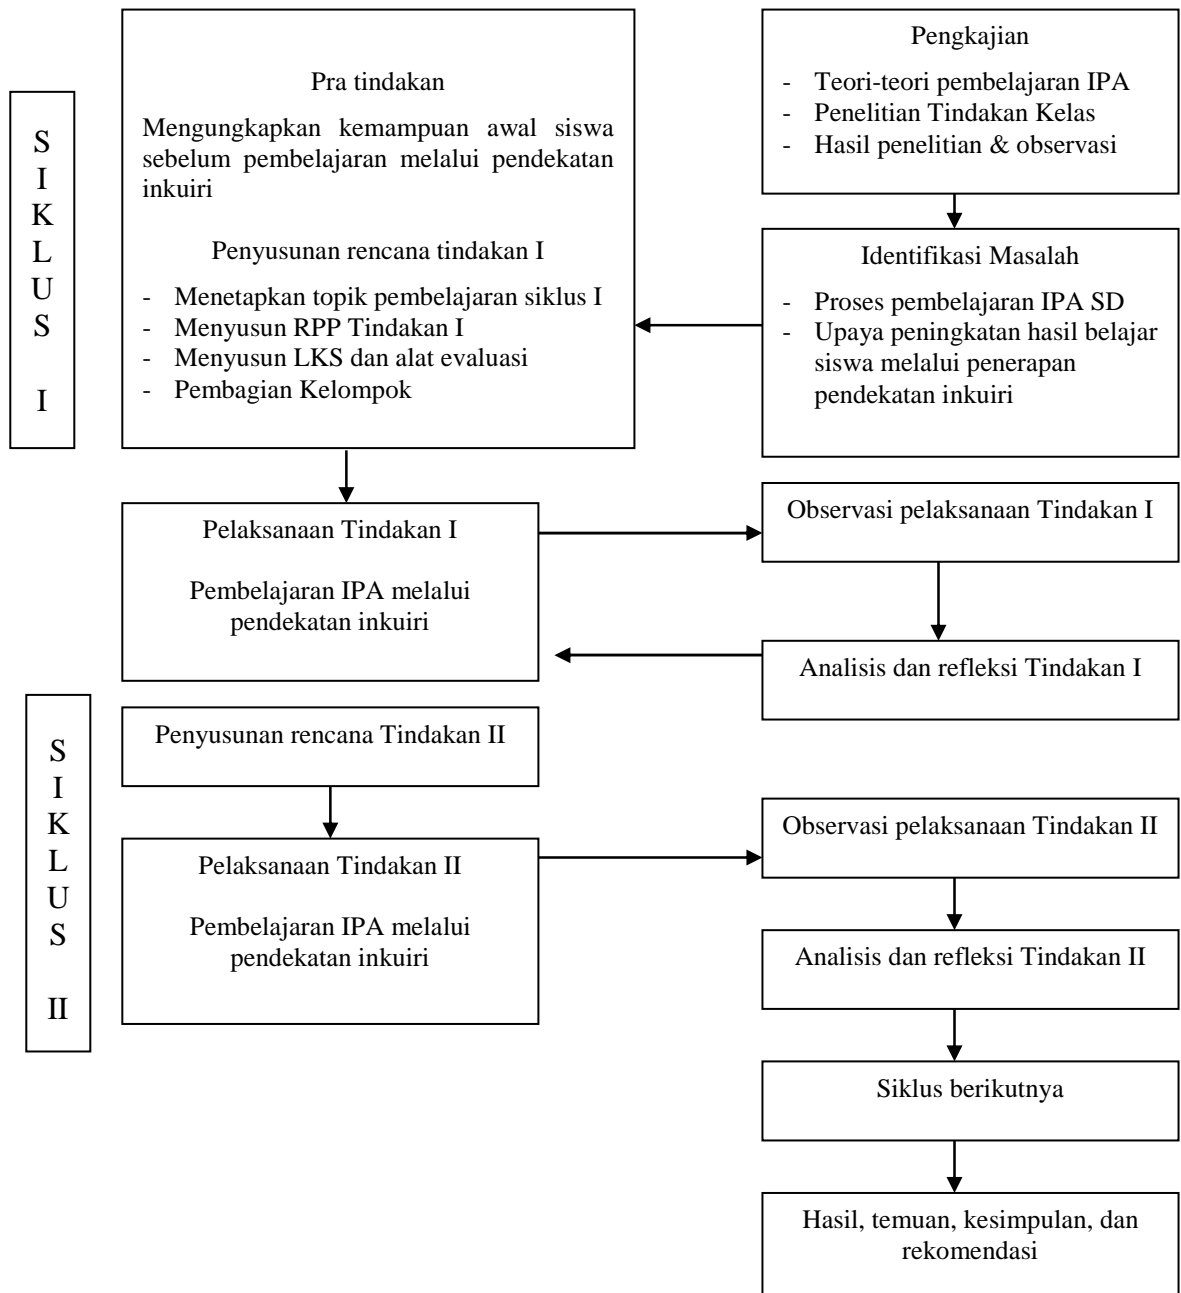 Pengkajian
- Teori-teori pembelajaran IPA
- Penelitian Tindakan Kelas
- Hasil penelitian & observasi
Identifikasi Masalah
- Proses pembelajaran IPA SD
- Upaya peningkatan hasil belajar
siswa melalui penerapan
pendekatan inkuiri
S
I
K
L
U
S
I
Pra tindakan
Mengungkapkan kemampuan awal siswa
sebelum pembelajaran melalui pendekatan
inkuiri
Penyusunan rencana tindakan I
- Menetapkan topik pembelajaran siklus I
- Menyusun RPP Tindakan I
- Menyusun LKS dan alat evaluasi
- Pembagian Kelompok
Pelaksanaan Tindakan I
Pembelajaran IPA melalui
pendekatan inkuiri
Observasi pelaksanaan Tindakan I
Analisis dan refleksi Tindakan I
S
I
K
L
U
S
II
Penyusunan rencana Tindakan II
Pelaksanaan Tindakan II
Pembelajaran IPA melalui
pendekatan inkuiri
Observasi pelaksanaan Tindakan II
Analisis dan refleksi Tindakan II
Siklus berikutnya
Hasil, temuan, kesimpulan, dan
rekomendasi